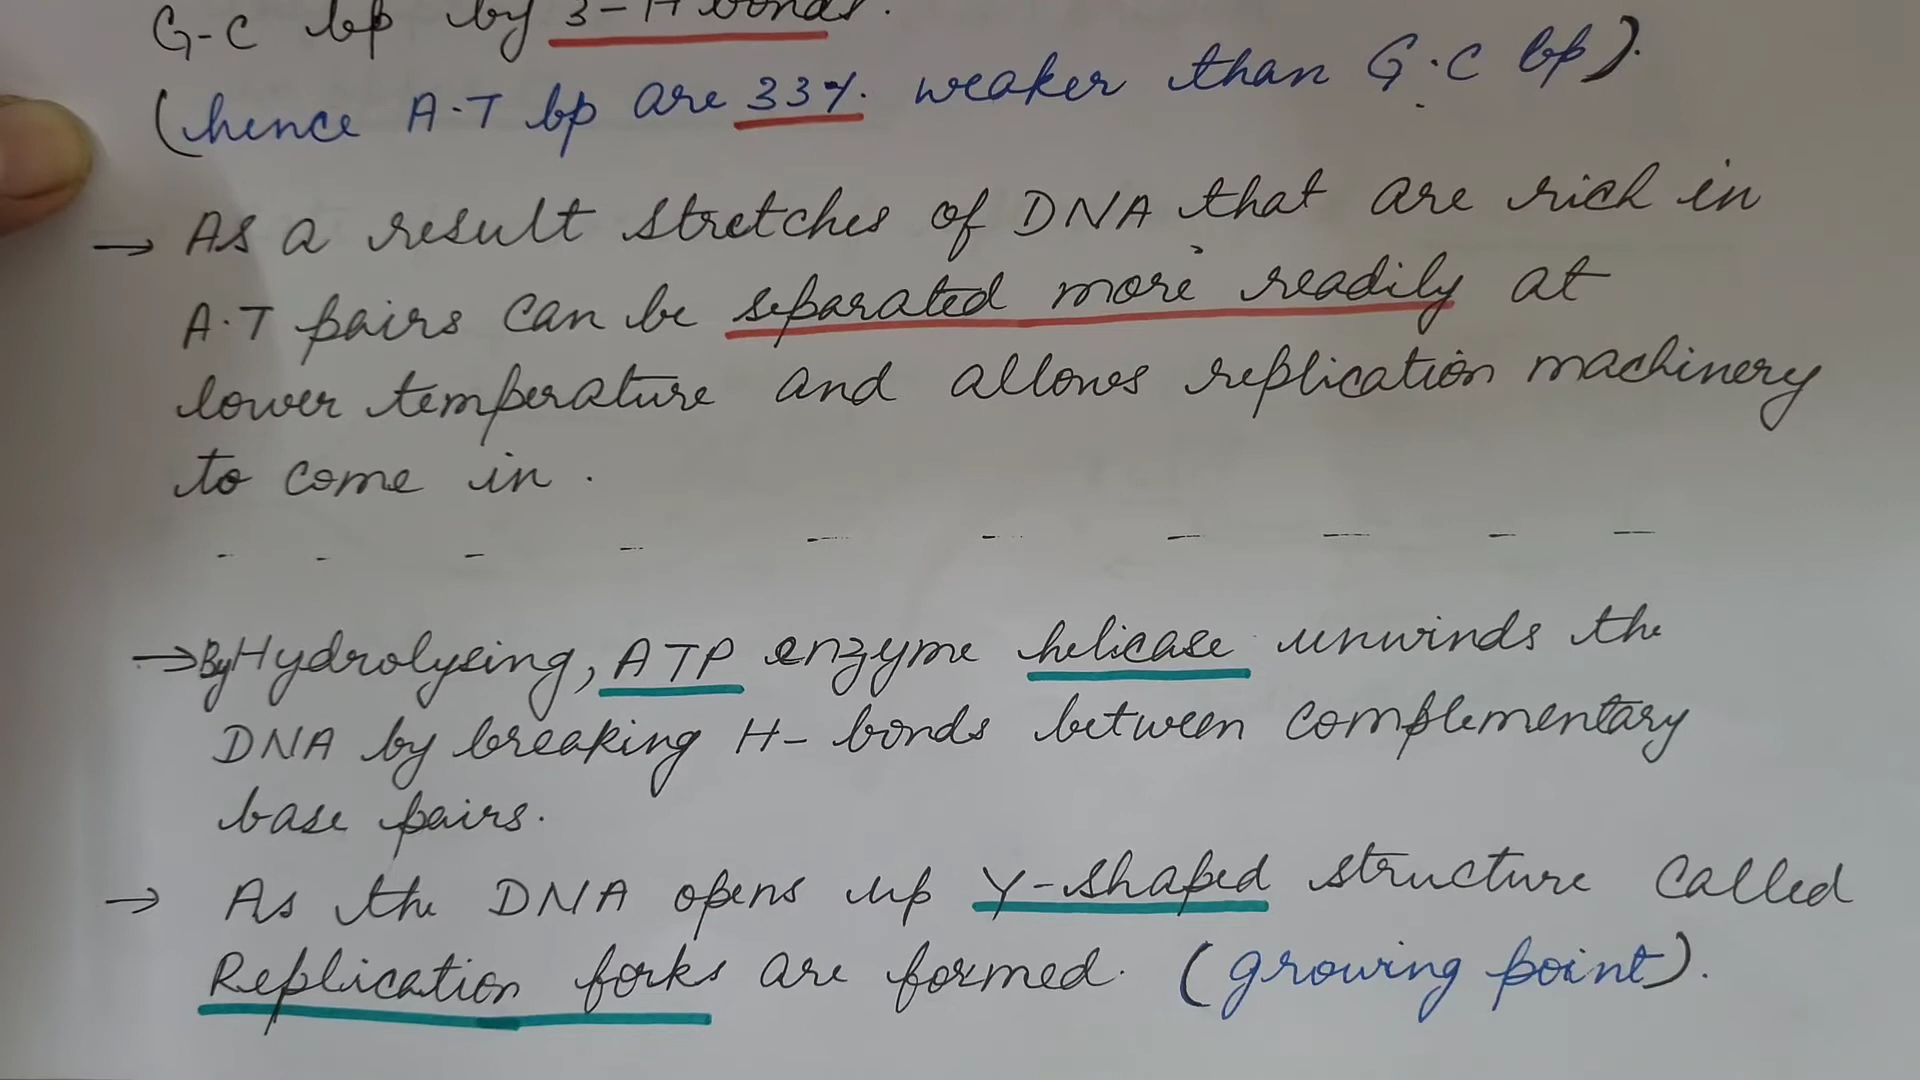 G-C bp by 3-H bonds.
(hence A·T bp are 33%. weaker than G·C bp).
→ As a result stretches of DNA that are rich in
A·T pairs can be separated more readily at
lower temperature and allows replication machinery
to come in.
→ By Hydrolysing, ATP enzyme helicase unwinds the
DNA by breaking H- bonds between complementary
base pairs.
→ As the DNA opens up Y-shaped structure called
Replication forks are formed. (growing point).